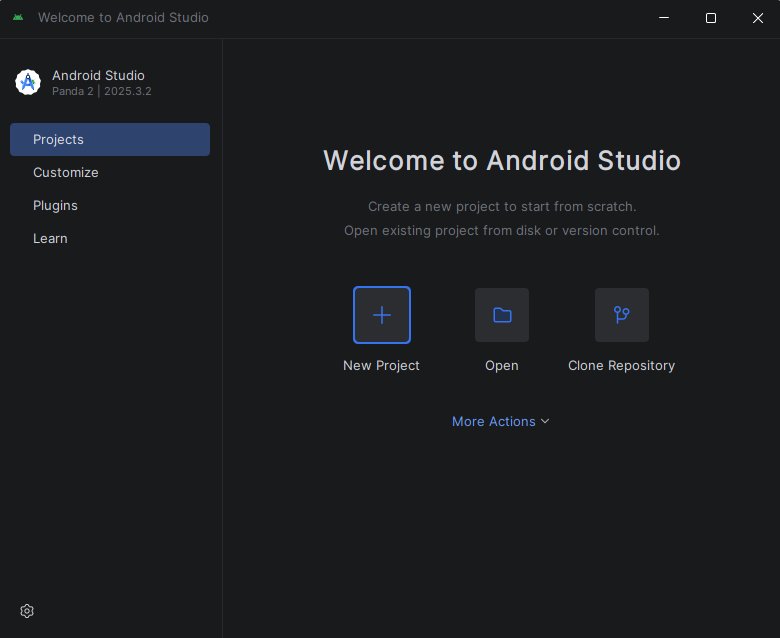 Welcome to Android Studio
Android Studio
Panda 2 | 2025.3.2
Projects
Customize
Plugins
Learn
Welcome to Android Studio
Create a new project to start from scratch.
Open existing project from disk or version control.
New Project
Open
Clone Repository
More Actions